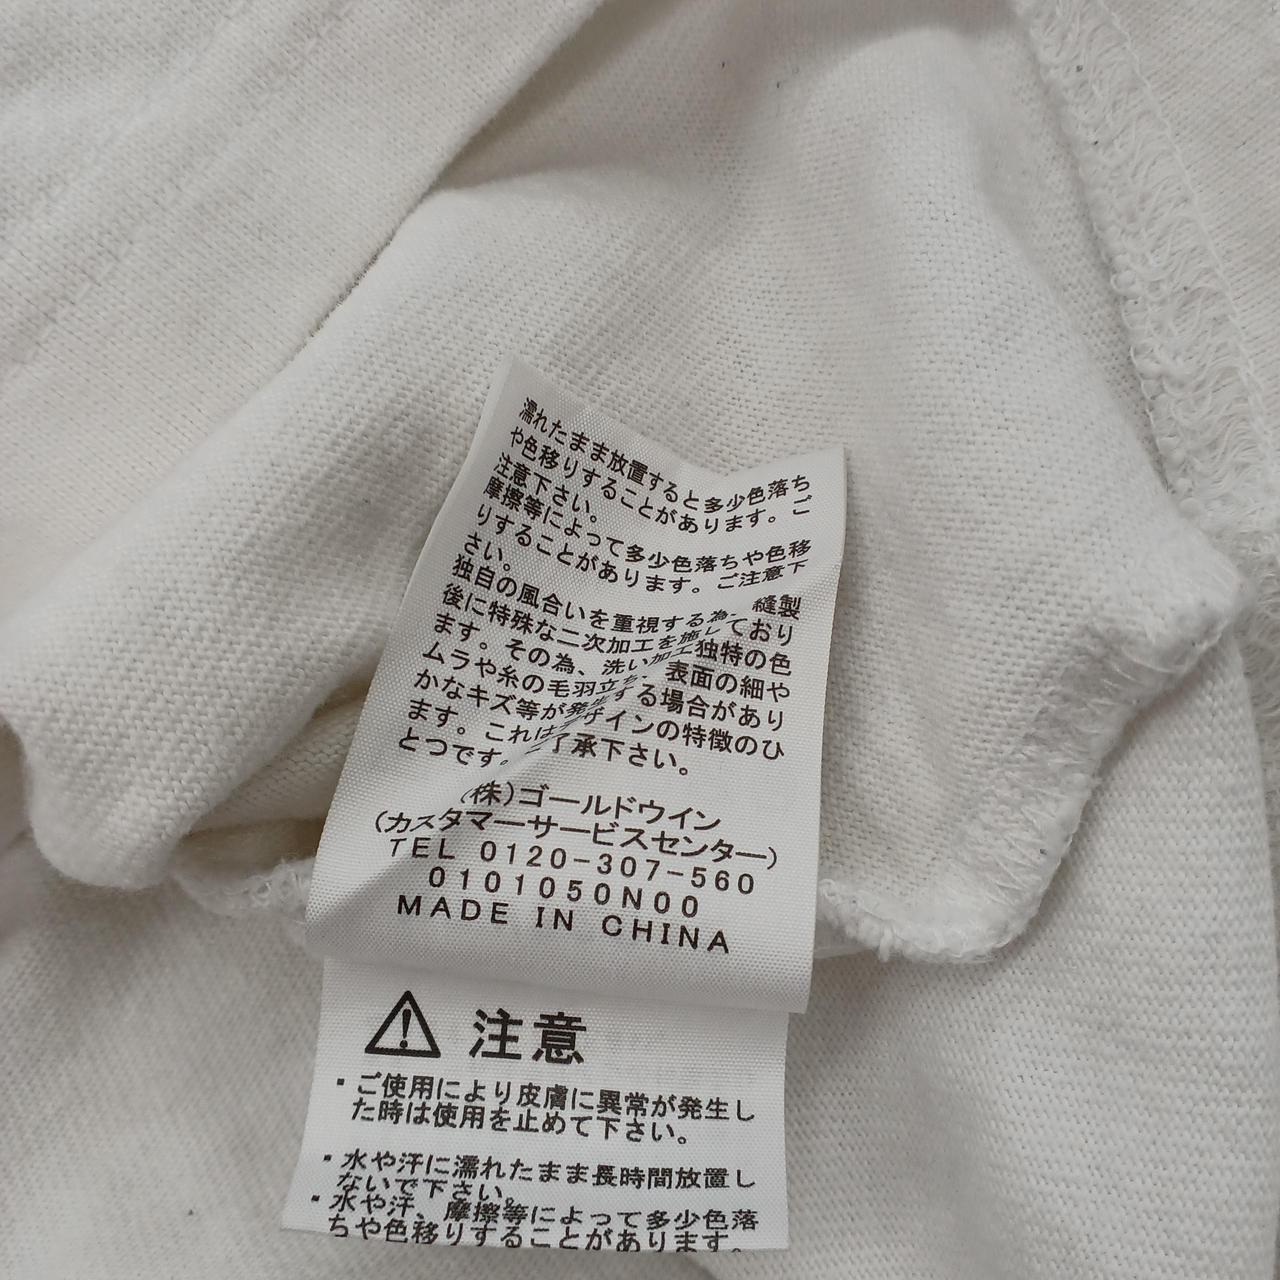 濡れたまま放置すると多少色落ち
や色移りすることがあります。ご
注意下さい。
摩擦等によって多少色落ちや色移
りすることがあります。ご注意下
さい。
独自の風合いを重視する為、縫製
後に特殊な二次加工を施しており
ます。その為、洗い加工独特の色
ムラや糸の毛羽立ち、表面の細や
かなキズ等が発生する場合があり
ます。これはデザインの特徴のひ
とつです。ご了承下さい。
(株)ゴールドウイン
(カスタマーサービスセンター)
TEL 0120-307-560
0101050N00
MADE IN CHINA
注意
・ご使用により皮膚に異常が発生し
た時は使用を止めて下さい。
・水や汗に濡れたまま長時間放置し
ないで下さい。
・水や汗、摩擦等によって多少色落
ちや色移りすることがあります。